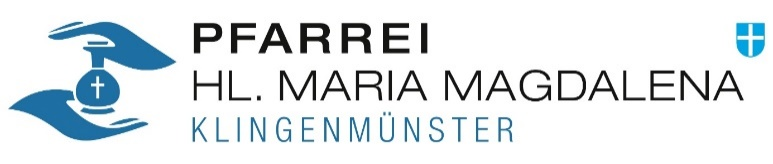 PFARREI
HL. MARIA MAGDALENA
KLINGENMÜNSTER